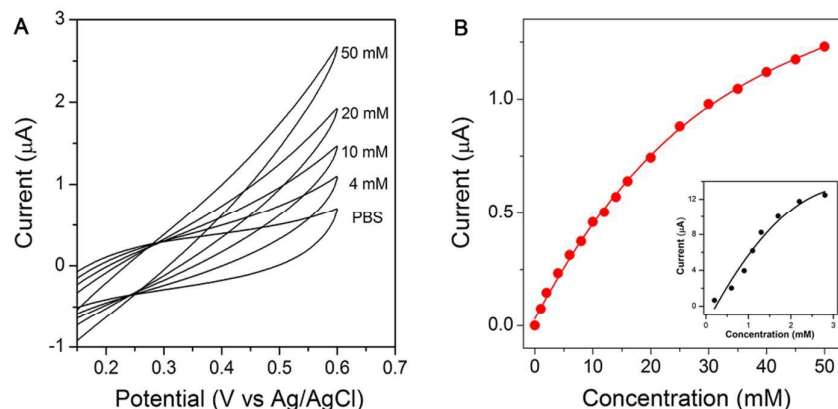 A
3
2
1
0
-1
0.2
0.3
0.4
0.5
0.6
0.7
Current (μA)
Potential (V vs Ag/AgCl)
50 mM
20 mM
10 mM
4 mM
PBS
B
1.0
0.5
0.0
0
10
20
30
40
50
Current (μA)
Concentration (mM)
12
8
4
0
0
1
2
3
Current (μA)
Concentration (mM)